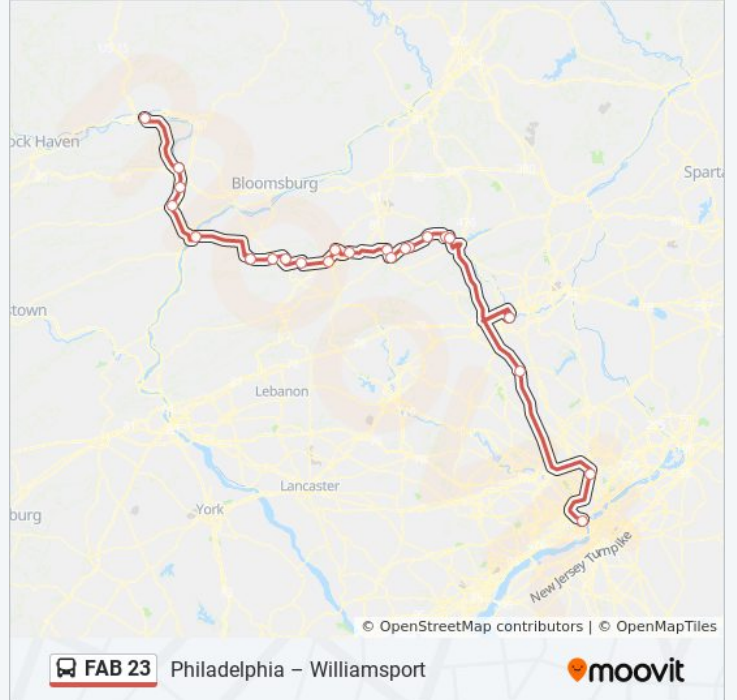 ock Haven
Bloomsburg
Sparta
stown
Lebanon
Lancaster
burg
York
New Jersey Turnpike
© OpenStreetMap contributors | © OpenMapTiles
FAB 23 Philadelphia – Williamsport moovit